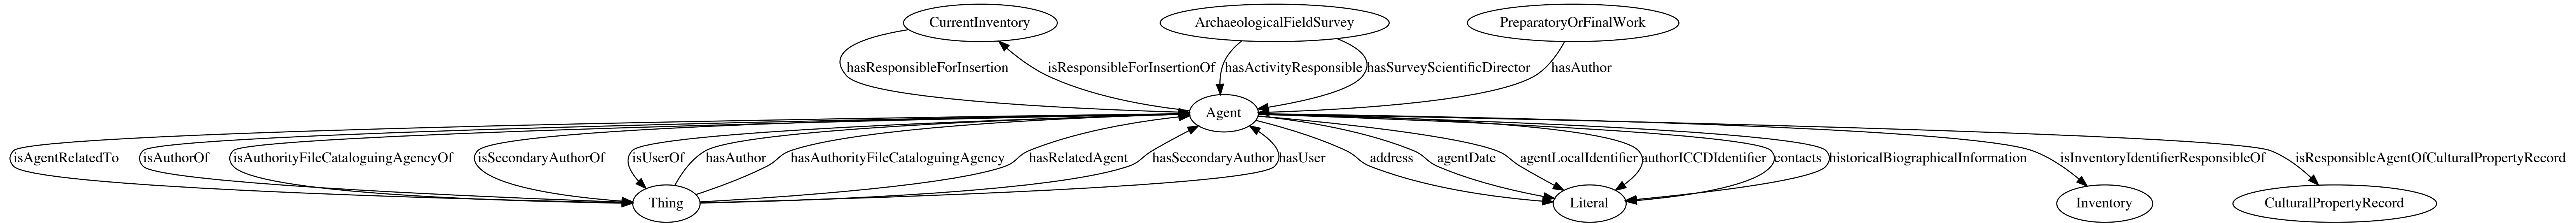 CurrentInventory
ArchaeologicalFieldSurvey
PreparatoryOrFinalWork
hasResponsibleForInsertion
isResponsibleForInsertionOf
hasActivityResponsible
hasSurveyScientificDirector
hasAuthor
Agent
isAgentRelatedTo
isAuthorOf
isAuthorityFileCataloguingAgencyOf
isSecondaryAuthorOf
isUserOf
hasAuthor
hasAuthorityFileCataloguingAgency
hasRelatedAgent
hasSecondaryAuthor
hasUser
address
agentDate
agentLocalIdentifier
authorICCDIdentifier
contacts
historicalBiographicalInformation
isInventoryIdentifierResponsibleOf
isResponsibleAgentOfCulturalPropertyRecord
Thing
Literal
Inventory
CulturalPropertyRecord